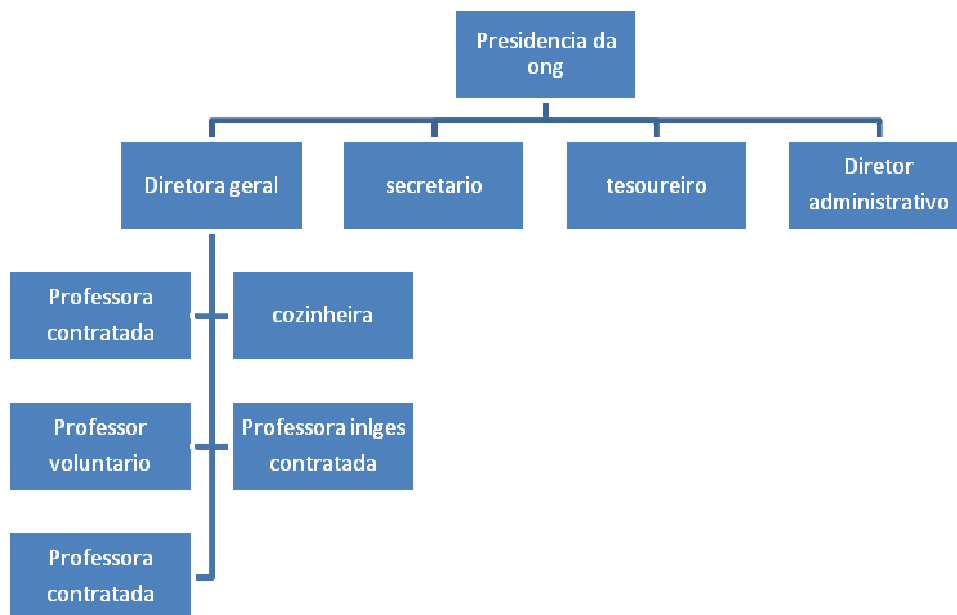 Presidencia da
ong
Diretora geral
secretario
tesoureiro
Diretor
administrativo
Professora
contratada
cozinheira
Professor
voluntario
Professora inlges
contratada
Professora
contratada